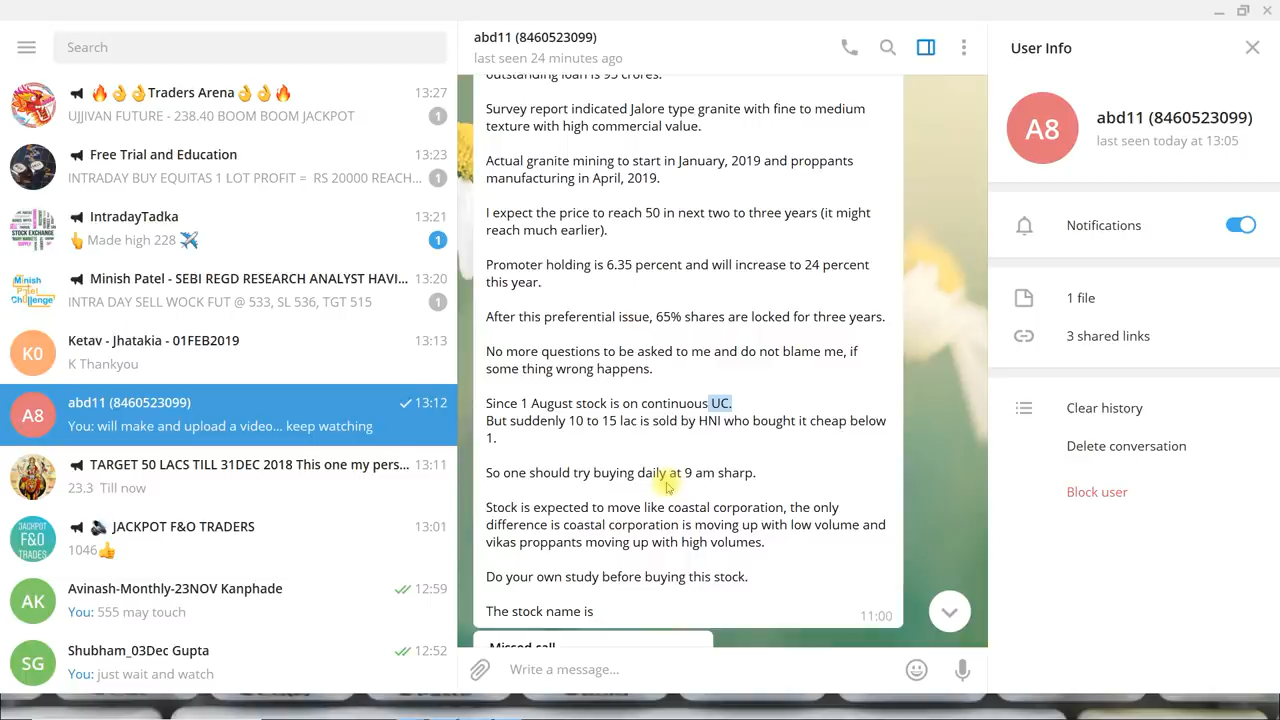 Search
🔥👌👌Traders Arena👌👌🔥
13:27
UJJIVAN FUTURE - 238.40 BOOM BOOM JACKPOT
1
Free Trial and Education
13:23
INTRADAY BUY EQUITAS 1 LOT PROFIT = RS 20000 REACH...
1
IntradayTadka
13:21
👆Made high 228 ✈️
1
Minish Patel - SEBI REGD RESEARCH ANALYST HAVI...
13:20
INTRA DAY SELL WOCK FUT @ 533, SL 536, TGT 515
1
K0
Ketav - Jhatakia - 01FEB2019
13:13
K Thankyou
A8
abd11 (8460523099)
13:12
You: will make and upload a video... keep watching
TARGET 50 LACS TILL 31DEC 2018 This one my pers...
13:11
23.3 Till now
JACKPOT F&O TRADES
🔊 JACKPOT F&O TRADERS
13:01
1046👍
AK
Avinash-Monthly-23NOV Kanphade
12:59
You: 555 may touch
SG
Shubham_03Dec Gupta
12:52
You: just wait and watch
abd11 (8460523099)
last seen 24 minutes ago
outstanding loan is 95 crores.
Survey report indicated Jalore type granite with fine to medium
texture with high commercial value.
Actual granite mining to start in January, 2019 and proppants
manufacturing in April, 2019.
I expect the price to reach 50 in next two to three years (it might
reach much earlier).
Promoter holding is 6.35 percent and will increase to 24 percent
this year.
After this preferential issue, 65% shares are locked for three years.
No more questions to be asked to me and do not blame me, if
some thing wrong happens.
Since 1 August stock is on continuous UC.
But suddenly 10 to 15 lac is sold by HNI who bought it cheap below
1.
So one should try buying daily at 9 am sharp.
Stock is expected to move like coastal corporation, the only
difference is coastal corporation is moving up with low volume and
vikas proppants moving up with high volumes.
Do your own study before buying this stock.
The stock name is
11:00
Missed call
Write a message...
User Info
A8
abd11 (8460523099)
last seen today at 13:05
Notifications
1 file
3 shared links
Clear history
Delete conversation
Block user